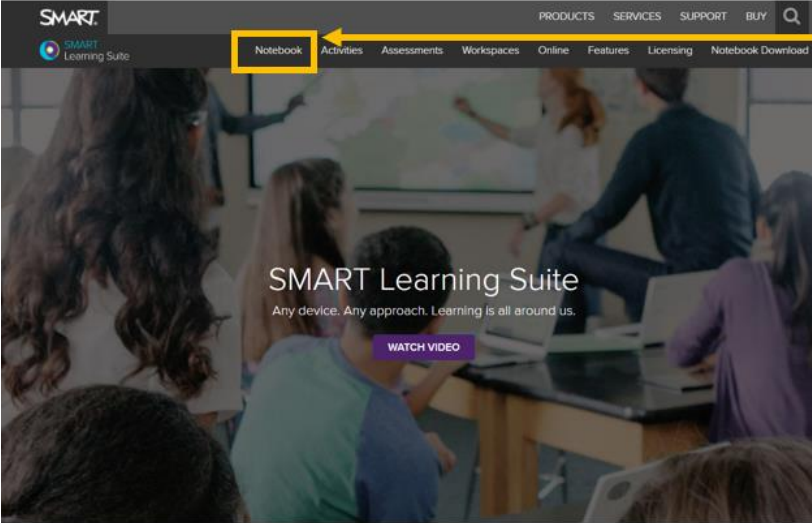 SMART
PRODUCTS SERVICES SUPPORT BUY
SMART
Learning Suite
Notebook Activities Assessments Workspaces Online Features Licensing Notebook Download
SMART Learning Suite
Any device. Any approach. Learning is all around us.
WATCH VIDEO